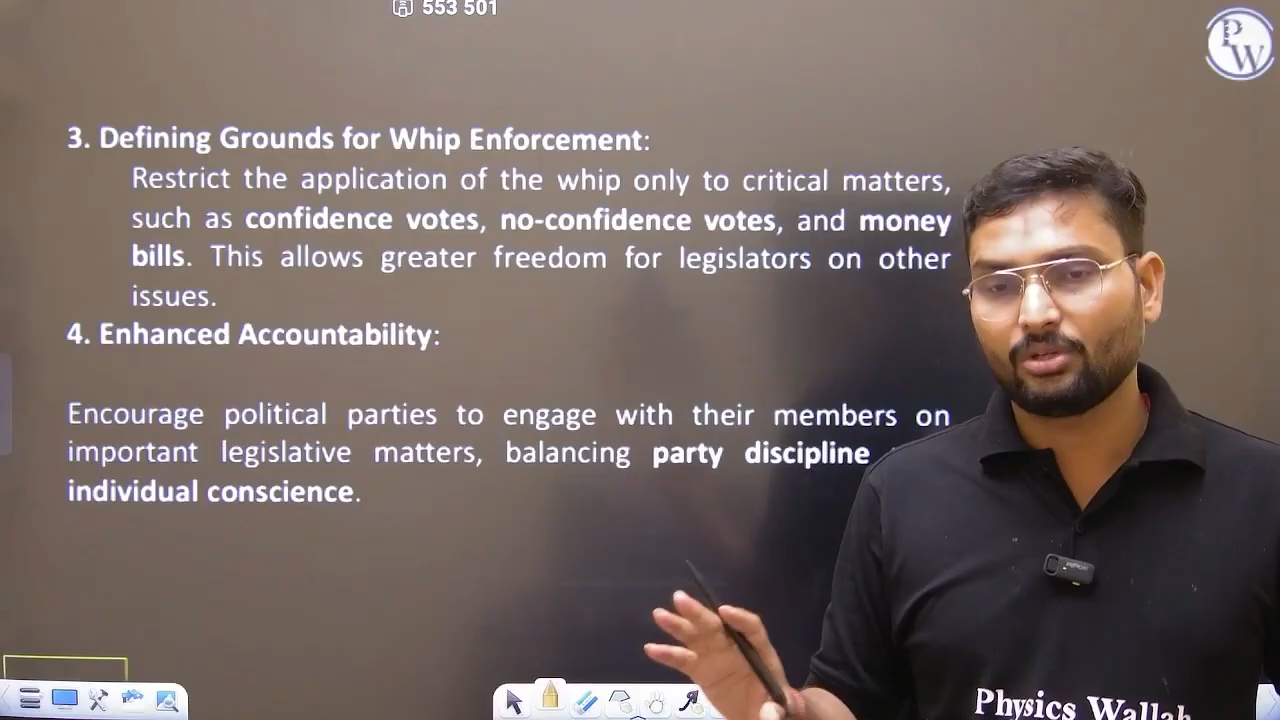 553 501
P
W
3. Defining Grounds for Whip Enforcement:
Restrict the application of the whip only to critical matters,
such as confidence votes, no-confidence votes, and money
bills. This allows greater freedom for legislators on other
issues.
4. Enhanced Accountability:
Encourage political parties to engage with their members on
important legislative matters, balancing party discipline
individual conscience.
Physics Wallah